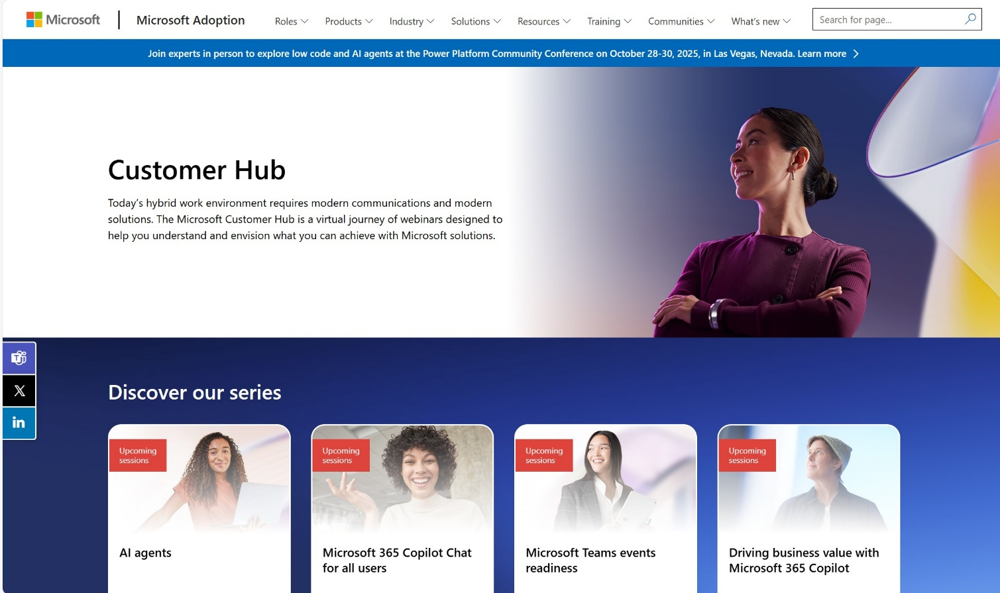 Microsoft
Microsoft Adoption
Roles
Products
Industry
Solutions
Resources
Training
Communities
What's new
Search for page...
Join experts in person to explore low code and AI agents at the Power Platform Community Conference on October 28-30, 2025, in Las Vegas, Nevada. Learn more
Customer Hub
Today's hybrid work environment requires modern communications and modern
solutions. The Microsoft Customer Hub is a virtual journey of webinars designed to
help you understand and envision what you can achieve with Microsoft solutions.
Discover our series
Upcoming
sessions
AI agents
Upcoming
sessions
Microsoft 365 Copilot Chat
for all users
Upcoming
sessions
Microsoft Teams events
readiness
Upcoming
sessions
Driving business value with
Microsoft 365 Copilot